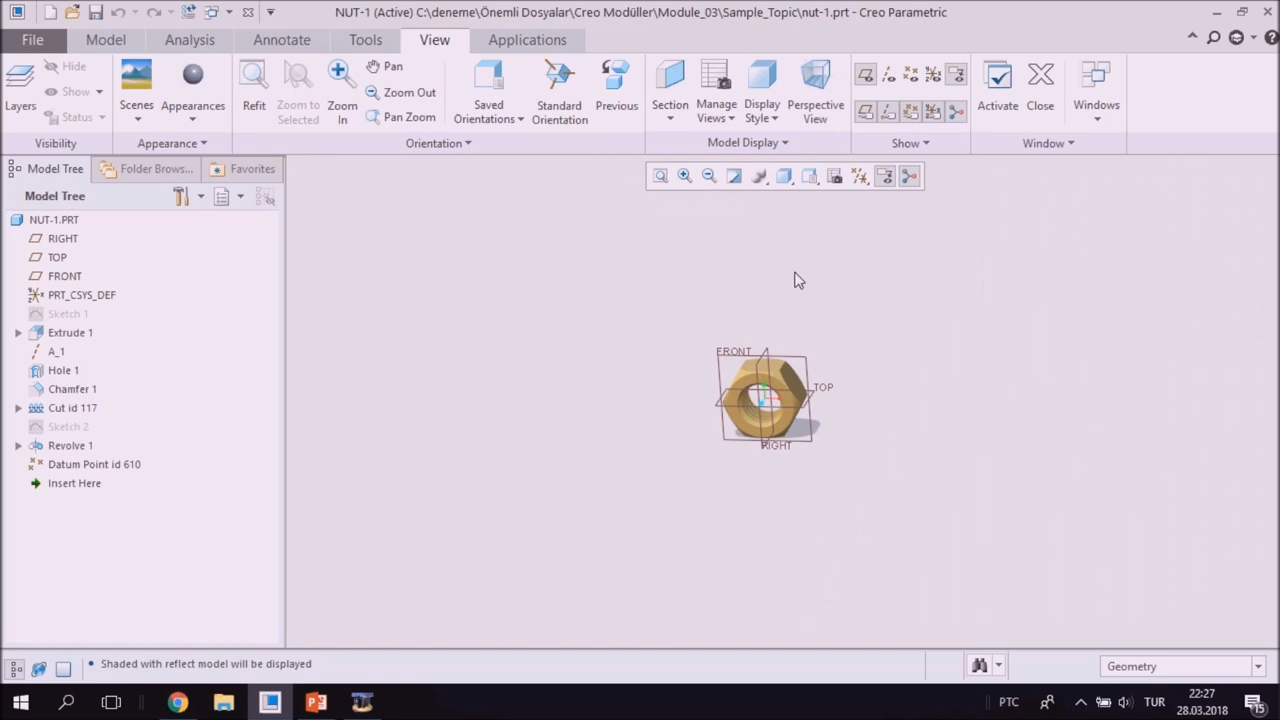 NUT-1 (Active) C:\deneme\Önemli Dosyalar\Creo Modüller\Module_03\Sample_Topic\nut-1.prt - Creo Parametric
File Model Analysis Annotate Tools View Applications
Hide
Show
Status
Layers
Visibility
Scenes
Appearances
Appearance
Refit
Zoom to Selected
Zoom In
Pan
Zoom Out
Pan Zoom
Saved Orientations
Standard Orientation
Previous
Orientation
Section
Manage Views
Display Style
Perspective View
Model Display
Show
Activate
Close
Windows
Window
Model Tree Folder Brows... Favorites
Model Tree
NUT-1.PRT
RIGHT
TOP
FRONT
PRT_CSYS_DEF
Sketch 1
Extrude 1
A_1
Hole 1
Chamfer 1
Cut id 117
Sketch 2
Revolve 1
Datum Point id 610
Insert Here
FRONT
TOP
RIGHT
Shaded with reflect model will be displayed
Geometry
PTC
TUR
22:27
28.03.2018
15